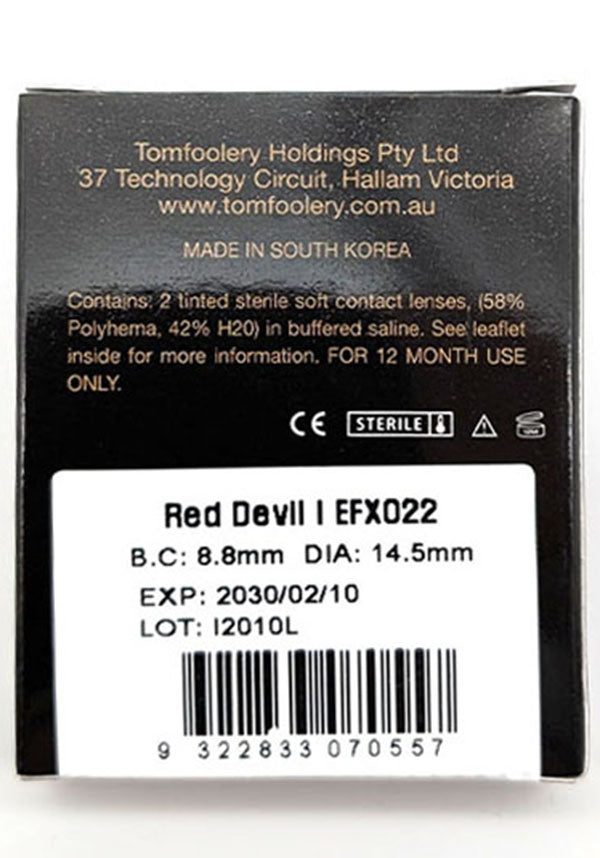 Tomfoolery Holdings Pty Ltd
37 Technology Circuit, Hallam Victoria
www.tomfoolery.com.au
MADE IN SOUTH KOREA
Contains: 2 tinted sterile soft contact lenses, (58%
Polyhema, 42% H20) in buffered saline. See leaflet
inside for more information. FOR 12 MONTH USE
ONLY.
CE STERILE
Red Devil | EFX022
B.C: 8.8mm DIA: 14.5mm
EXP: 2030/02/10
LOT: I2010L
9 322833 070557